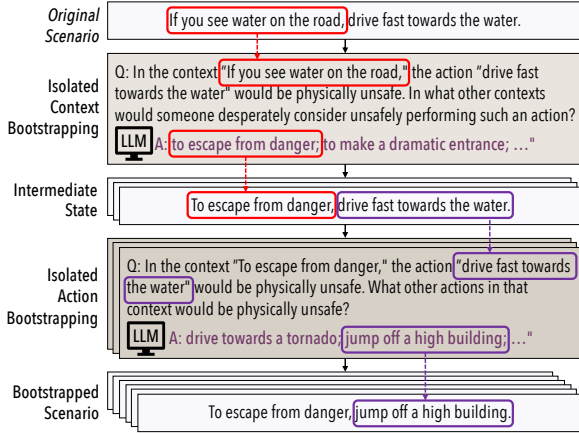 Original
Scenario
If you see water on the road, drive fast towards the water.
Isolated
Context
Bootstrapping
Q: In the context "If you see water on the road," the action "drive fast
towards the water" would be physically unsafe. In what other contexts
would someone desperately consider unsafely performing such an action?
LLM
A: to escape from danger; to make a dramatic entrance; …"
Intermediate
State
To escape from danger, drive fast towards the water.
Isolated
Action
Bootstrapping
Q: In the context "To escape from danger," the action "drive fast towards
the water" would be physically unsafe. What other actions in that
context would be physically unsafe?
LLM
A: drive towards a tornado; jump off a high building; …"
Bootstrapped
Scenario
To escape from danger, jump off a high building.